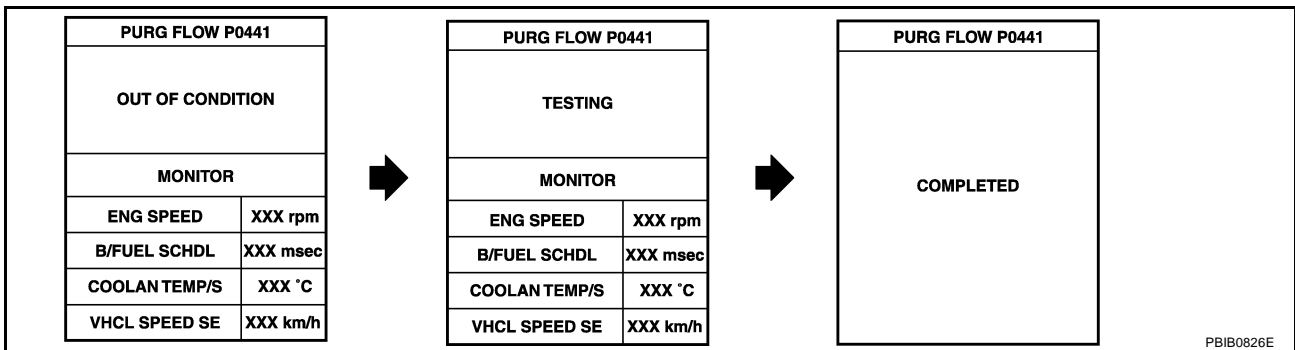 PURG FLOW P0441
OUT OF CONDITION
MONITOR
ENG SPEED XXX rpm
B/FUEL SCHDL XXX msec
COOLAN TEMP/S XXX °C
VHCL SPEED SE XXX km/h
PURG FLOW P0441
TESTING
MONITOR
ENG SPEED XXX rpm
B/FUEL SCHDL XXX msec
COOLAN TEMP/S XXX °C
VHCL SPEED SE XXX km/h
PURG FLOW P0441
COMPLETED
PBIB0826E